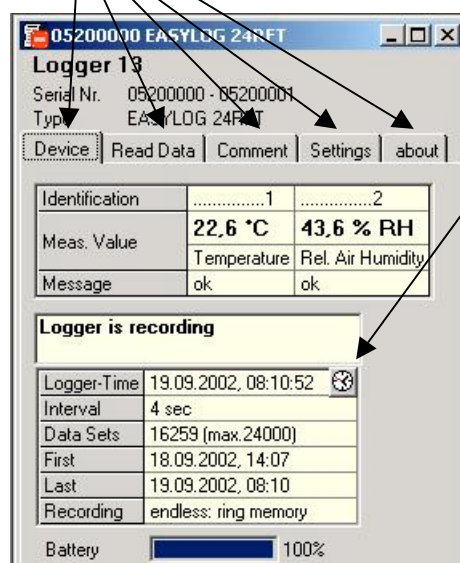 05200000 EASYLOG 24RFT
Logger 13
Serial Nr. 05200000 - 05200001
Type EASYLOG 24RFT
Device Read Data Comment Settings about
Identification ..............1 ..............2
Meas. Value 22,6 °C 43,6 % RH
Temperature Rel. Air Humidity
Message ok ok
Logger is recording
Logger-Time 19.09.2002, 08:10:52
Interval 4 sec
Data Sets 16259 (max.24000)
First 18.09.2002, 14:07
Last 19.09.2002, 08:10
Recording endless: ring memory
Battery 100%